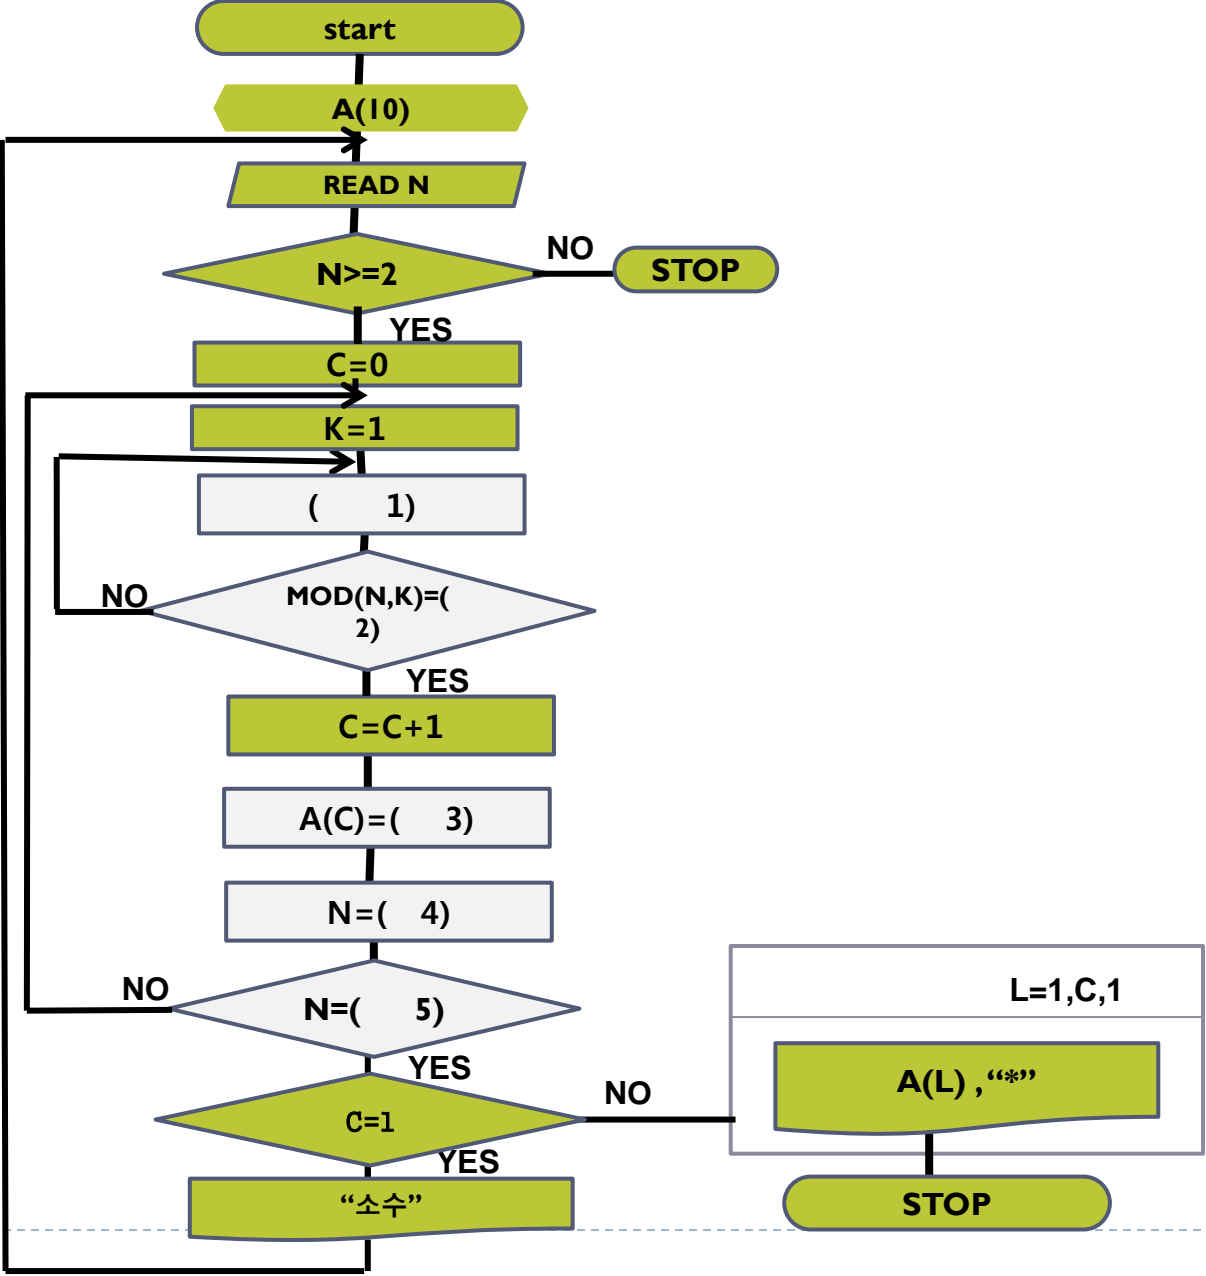 start
A(10)
READ N
N>=2
NO
STOP
YES
C=0
K=1
( 1)
NO
MOD(N,K)=(
2)
YES
C=C+1
A(C)=( 3)
N=( 4)
NO
N=( 5)
YES
L=1,C,1
A(L) ,“*”
C=1
NO
YES
“소수”
STOP